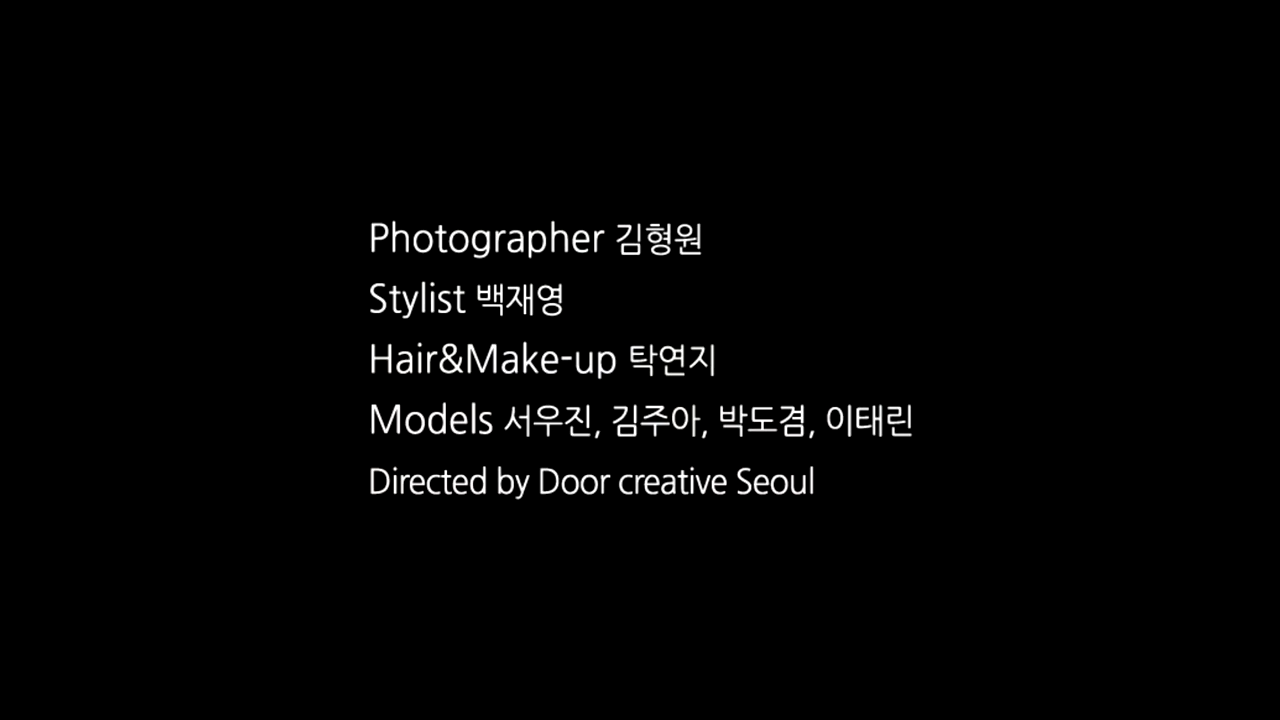 Photographer 김형원
Stylist 백재영
Hair&Make-up 탁연지
Models 서우진, 김주아, 박도겸, 이태린
Directed by Door creative Seoul